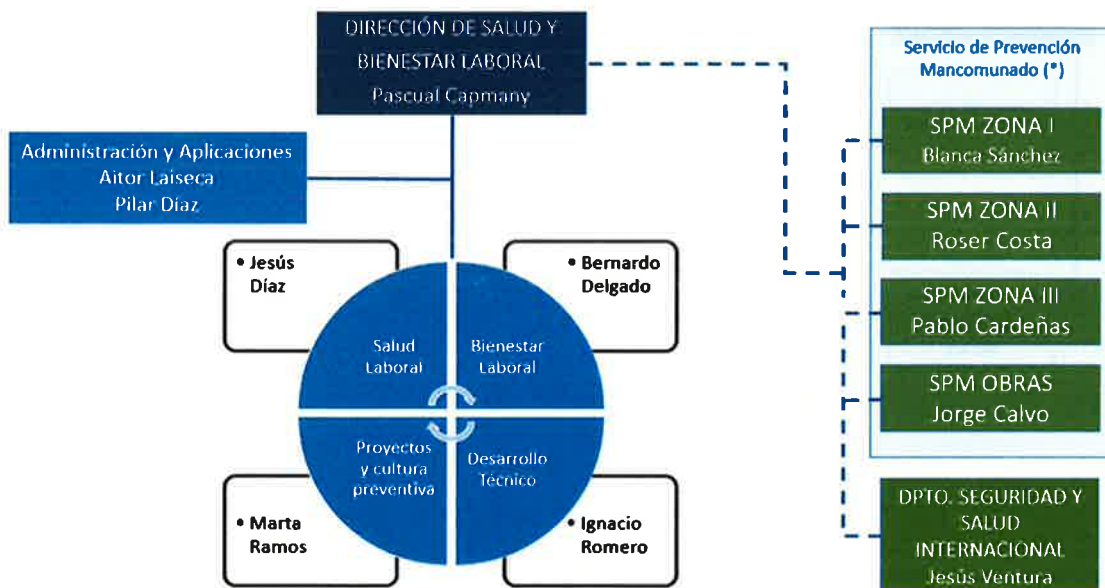 DIRECCIÓN DE SALUD Y
BIENESTAR LABORAL
Pascual Capmany
Administración y Aplicaciones
Aitor Laiseca
Pilar Díaz
• Jesús
Díaz
• Bernardo
Delgado
Salud
Laboral
Bienestar
Laboral
Proyectos
y cultura
preventiva
Desarrollo
Técnico
• Marta
Ramos
• Ignacio
Romero
Servicio de Prevención
Mancomunado (*)
SPM ZONA I
Blanca Sánchez
SPM ZONA II
Roser Costa
SPM ZONA III
Pablo Cardeñas
SPM OBRAS
Jorge Calvo
DPTO. SEGURIDAD Y
SALUD
INTERNACIONAL
Jesús Ventura